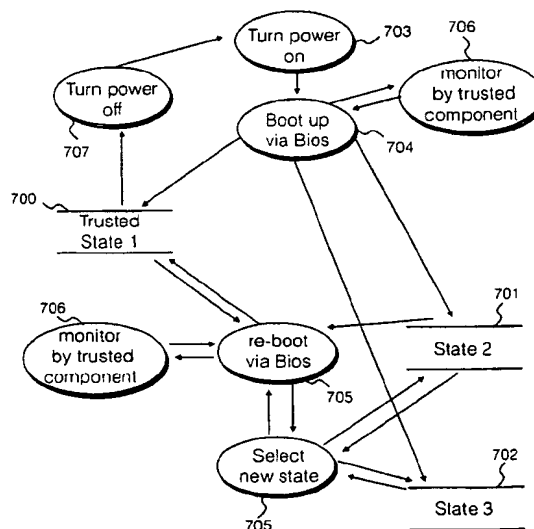 Turn power
on
703
706
monitor
by trusted
component
Turn power
off
707
Boot up
via Bios
704
700
Trusted
State 1
701
State 2
706
monitor
by trusted
component
re-boot
via Bios
705
Select
new state
705
702
State 3